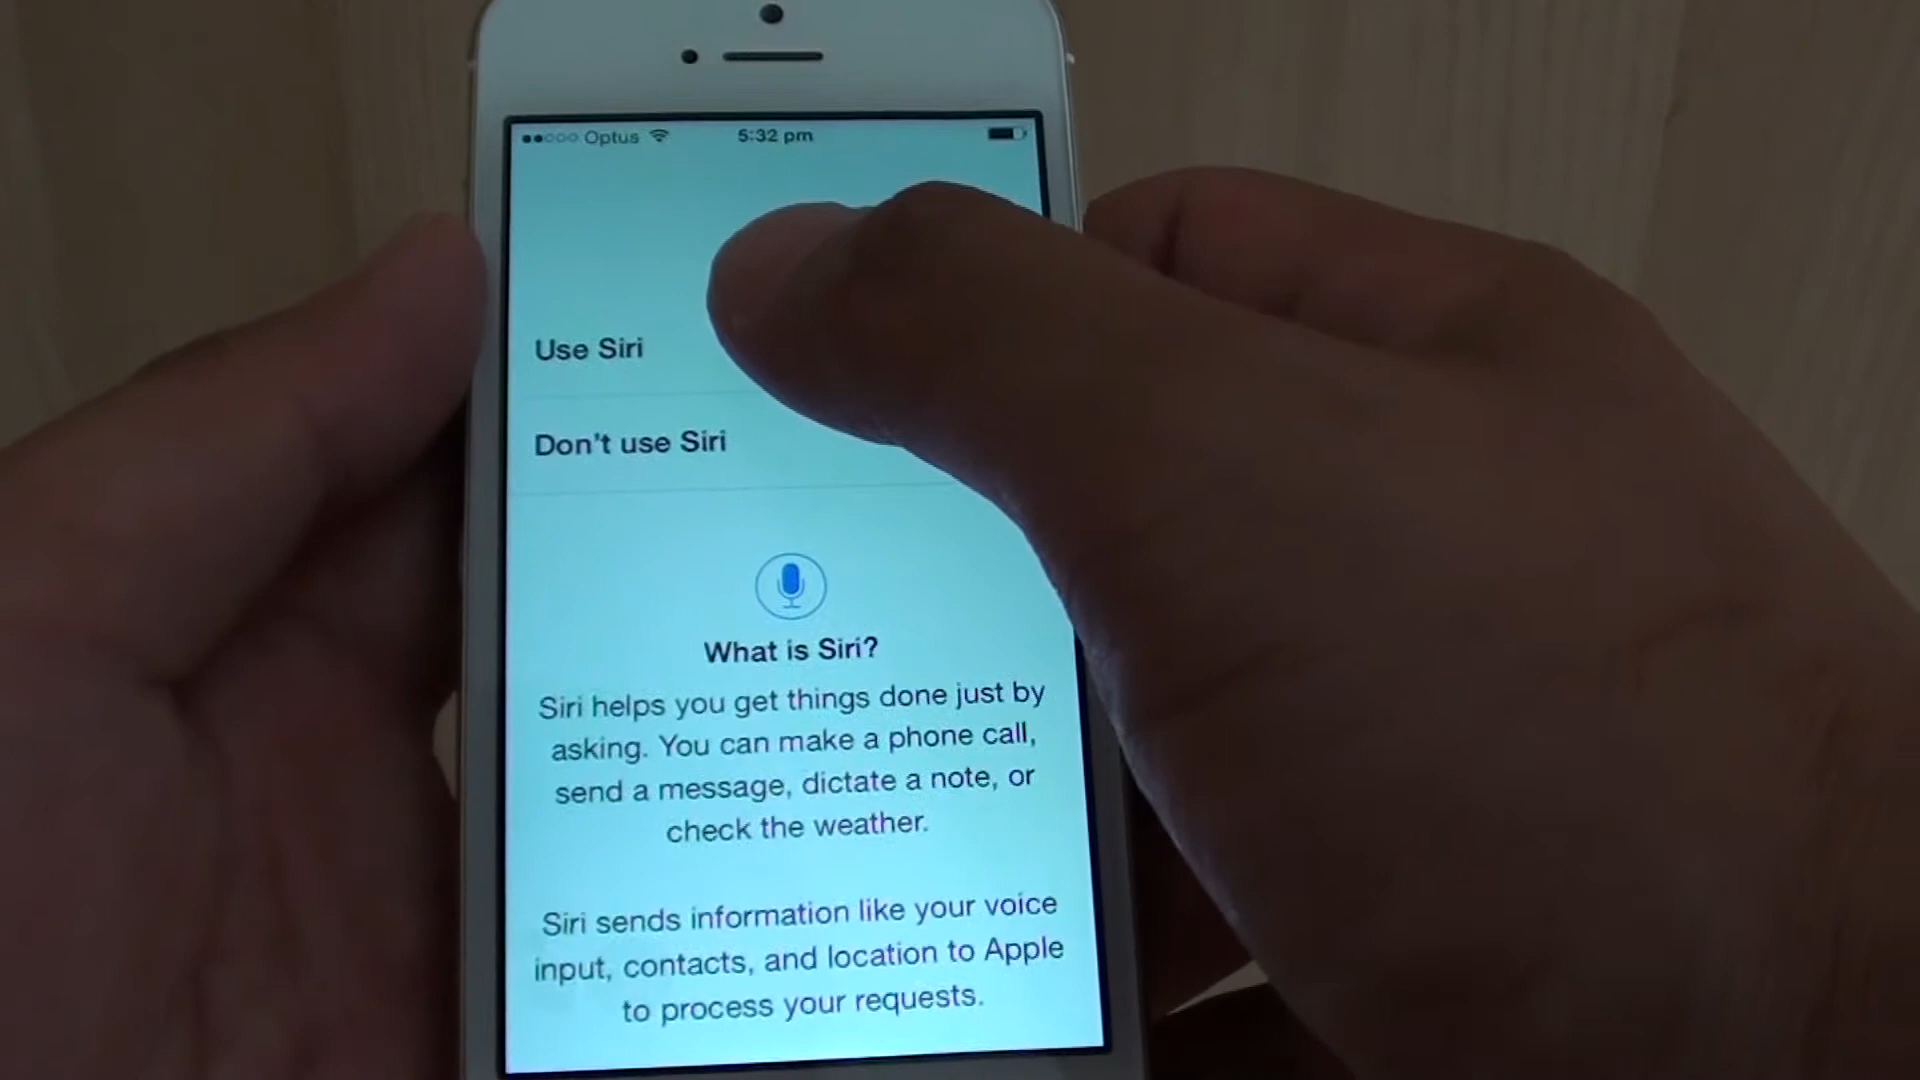 Optus 5:32 pm
Use Siri
Don't use Siri
What is Siri?
Siri helps you get things done just by
asking. You can make a phone call,
send a message, dictate a note, or
check the weather.
Siri sends information like your voice
input, contacts, and location to Apple
to process your requests.